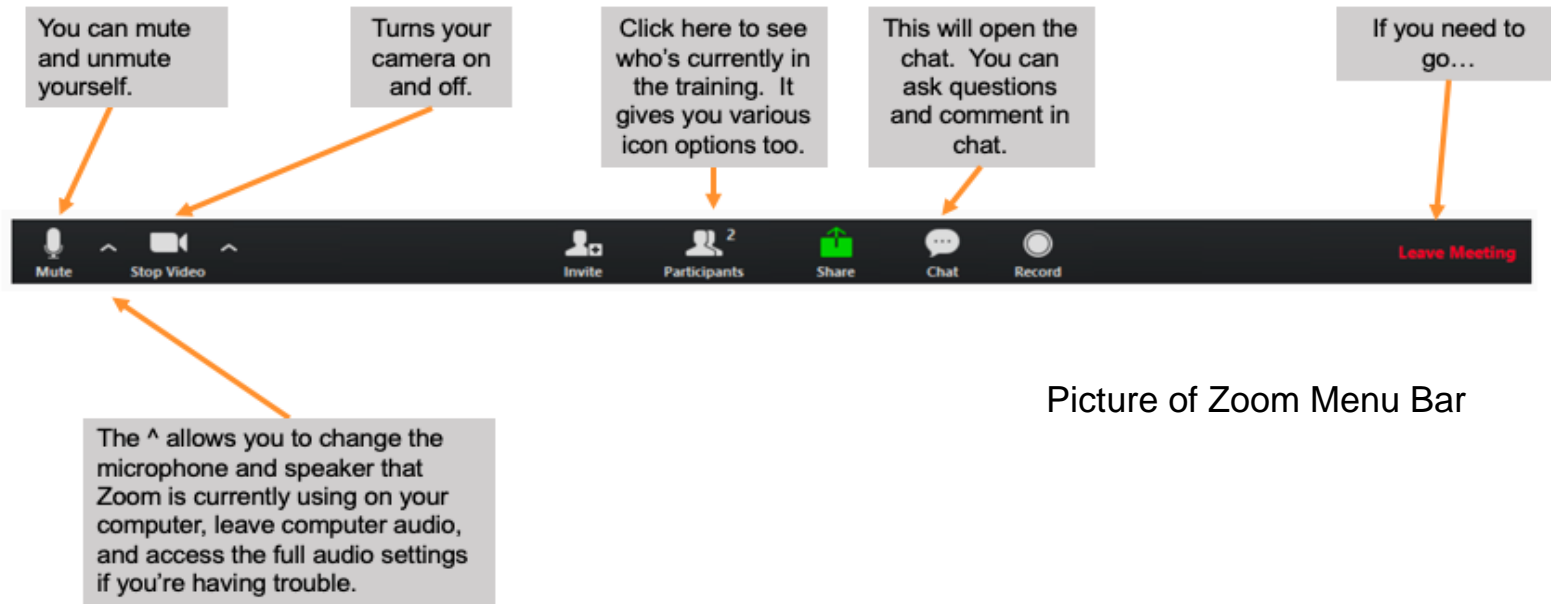 You can mute
and unmute
yourself.
Turns your
camera on
and off.
Click here to see
who's currently in
the training.  It
gives you various
icon options too.
This will open the
chat.  You can
ask questions
and comment in
chat.
If you need to
go…
Mute
^
Stop Video
^
Invite
Participants
2
Share
Chat
Record
Leave Meeting
Picture of Zoom Menu Bar
The ^ allows you to change the
microphone and speaker that
Zoom is currently using on your
computer, leave computer audio,
and access the full audio settings
if you're having trouble.